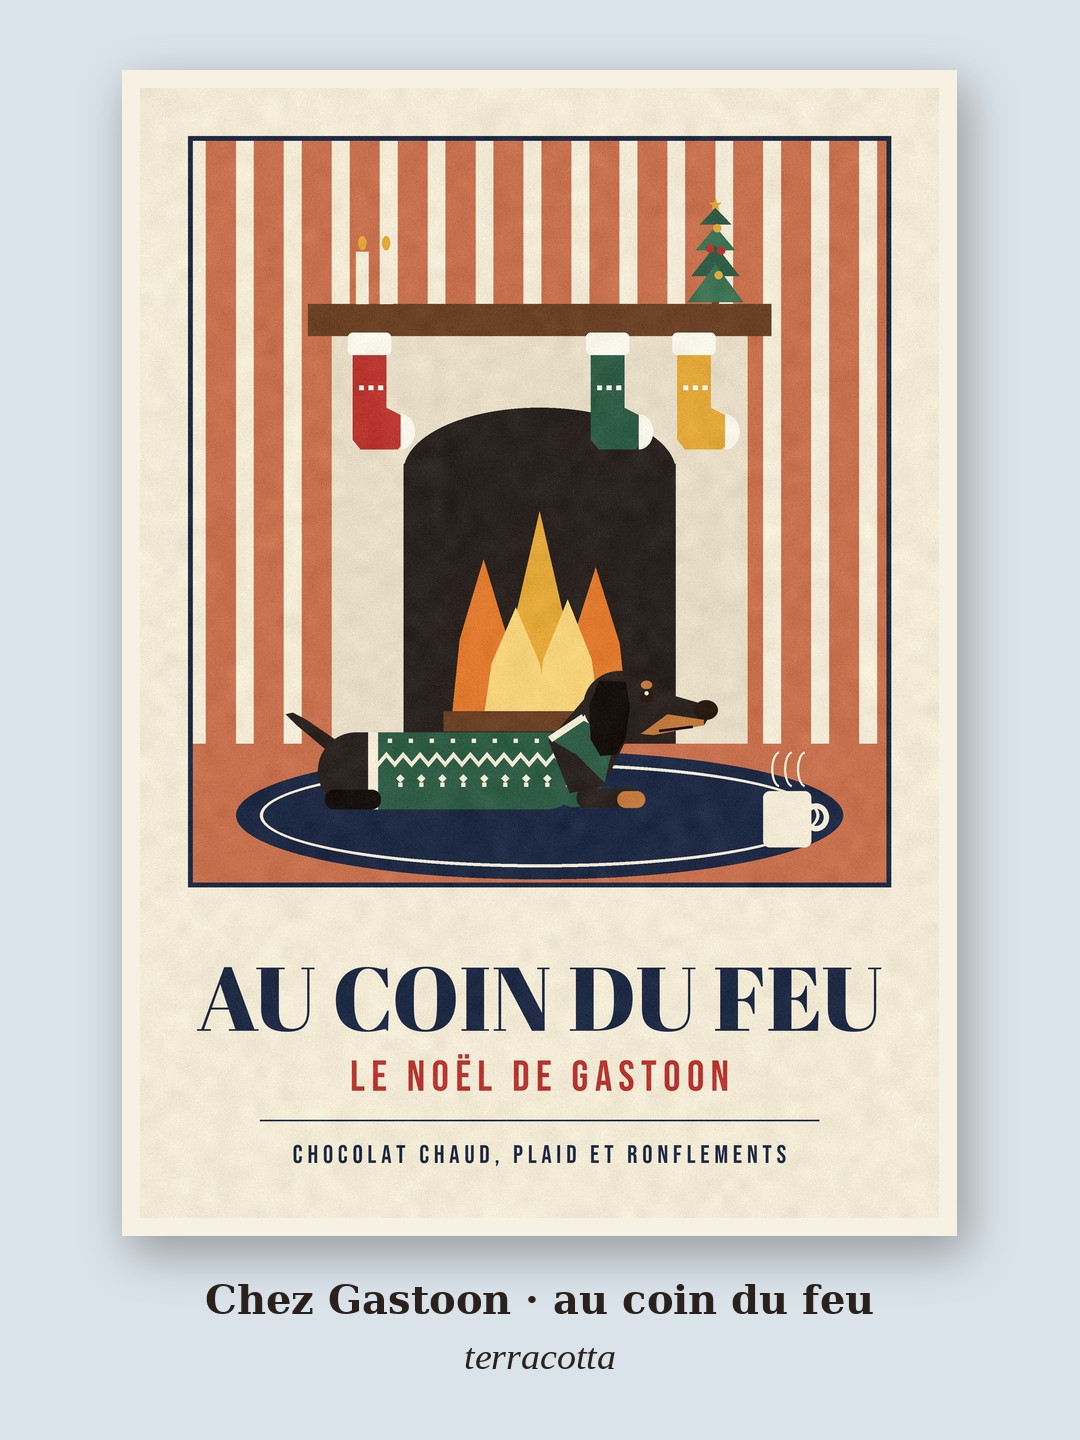 AU COIN DU FEU
LE NOËL DE GASTOON
CHOCOLAT CHAUD, PLAID ET RONFLEMENTS
Chez Gastoon · au coin du feu
terracotta